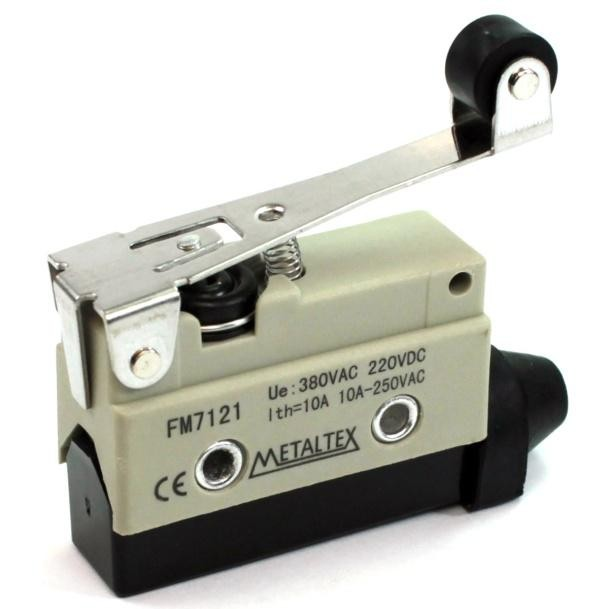 Ue:380VAC 220VDC
FM7121 Ith=10A 10A-250VAC
CE METALTEX